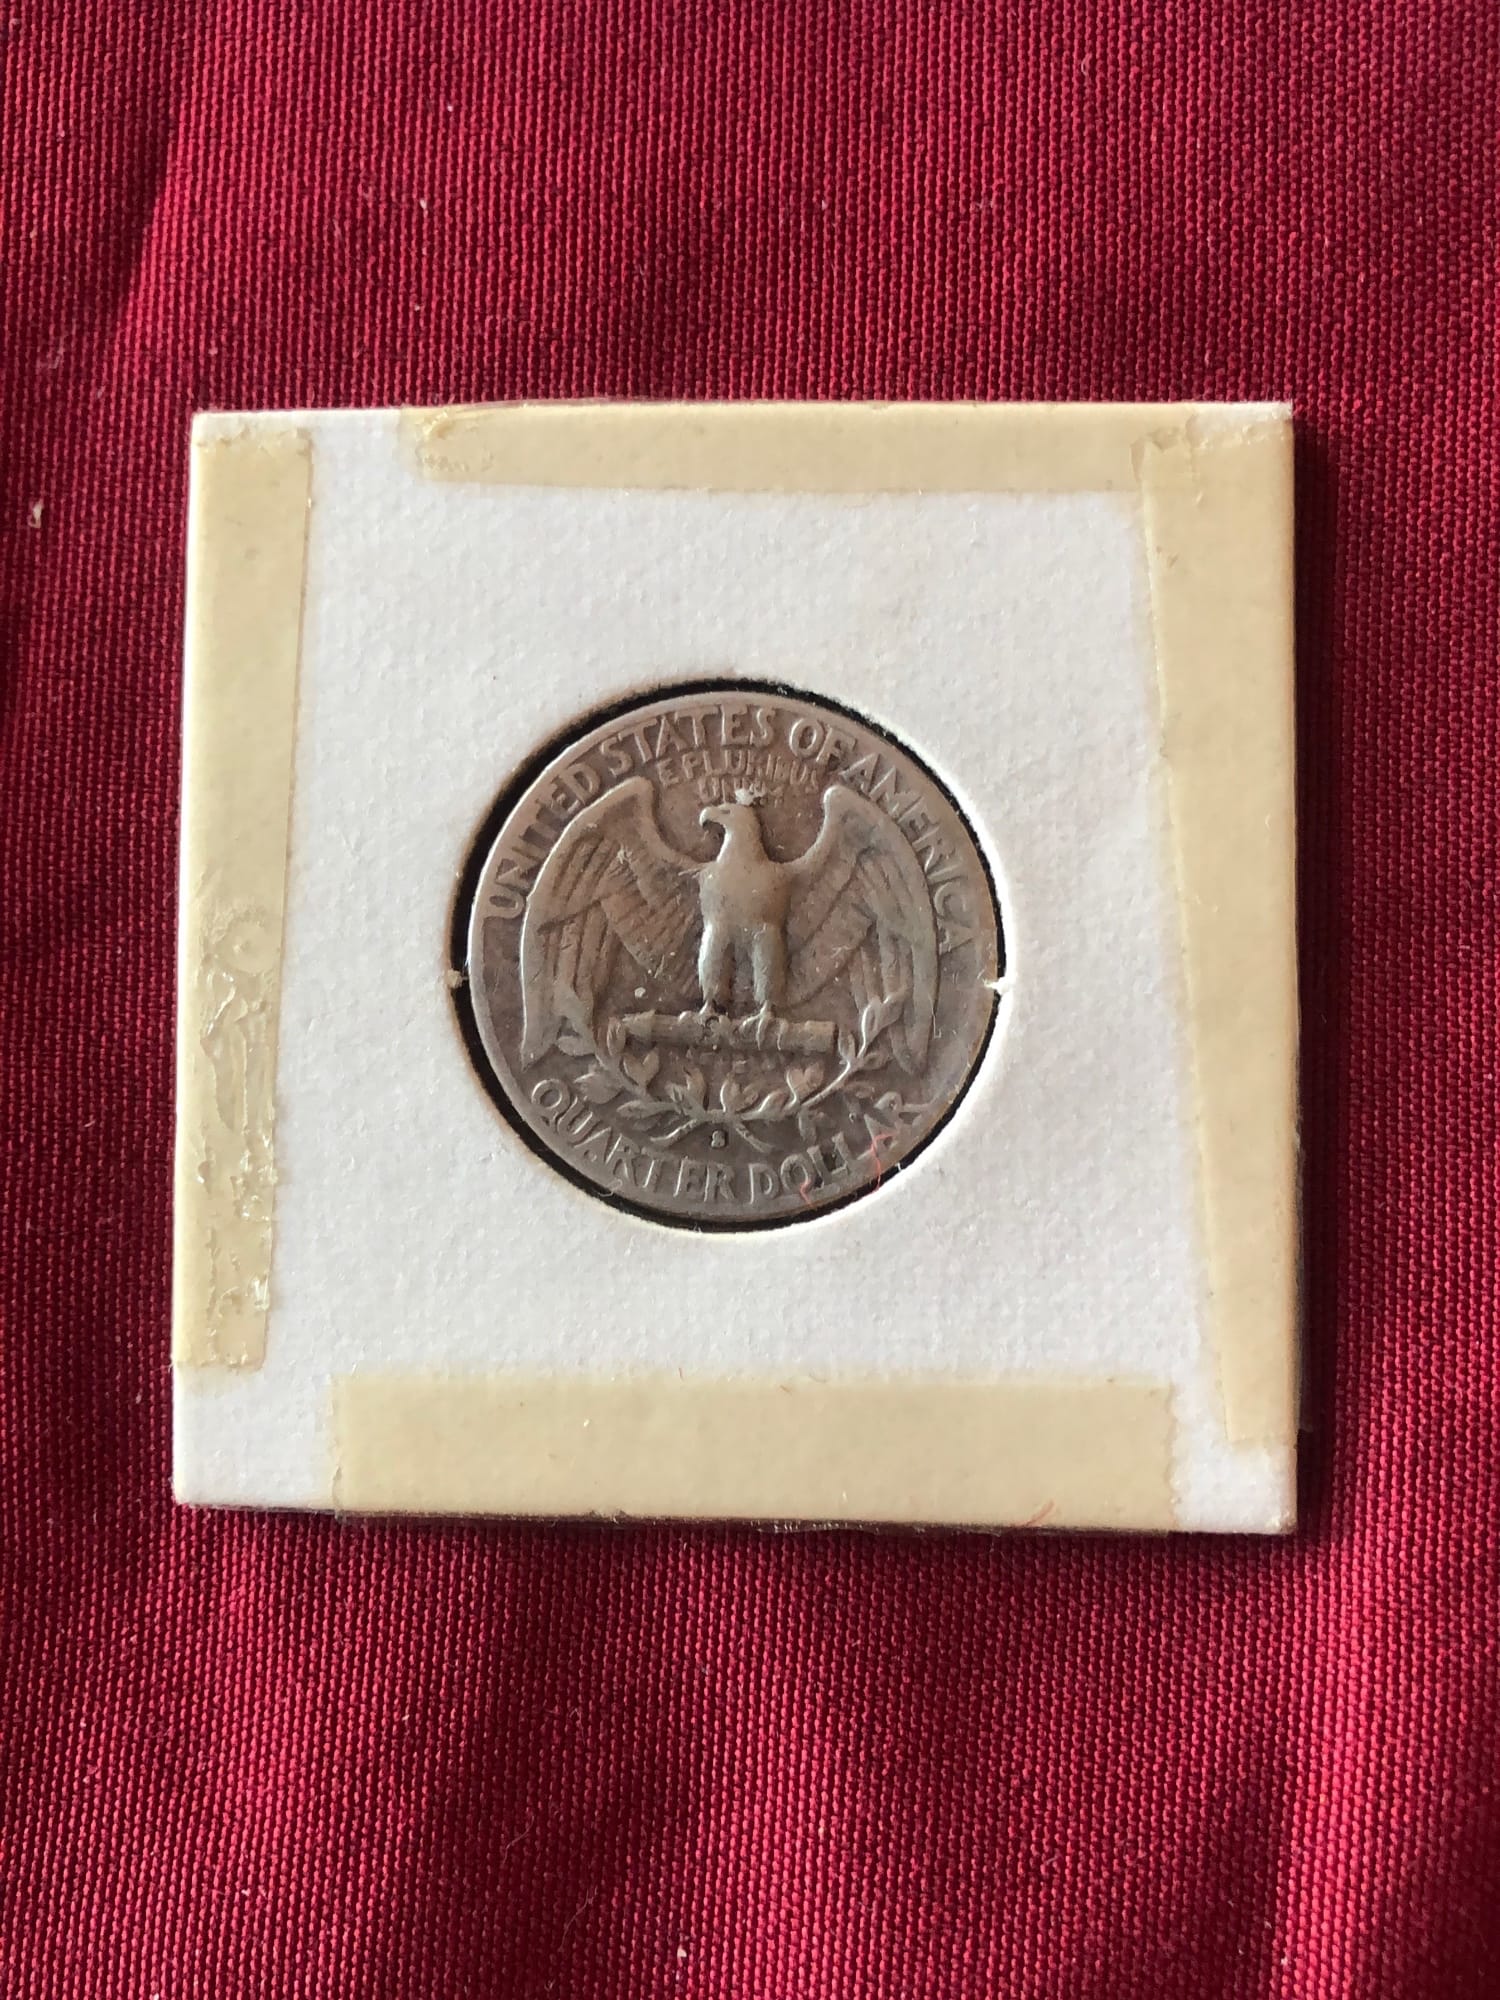 UNITED STATES OF AMERICA
E PLURIBUS
UNUM
S
QUARTER DOLLAR